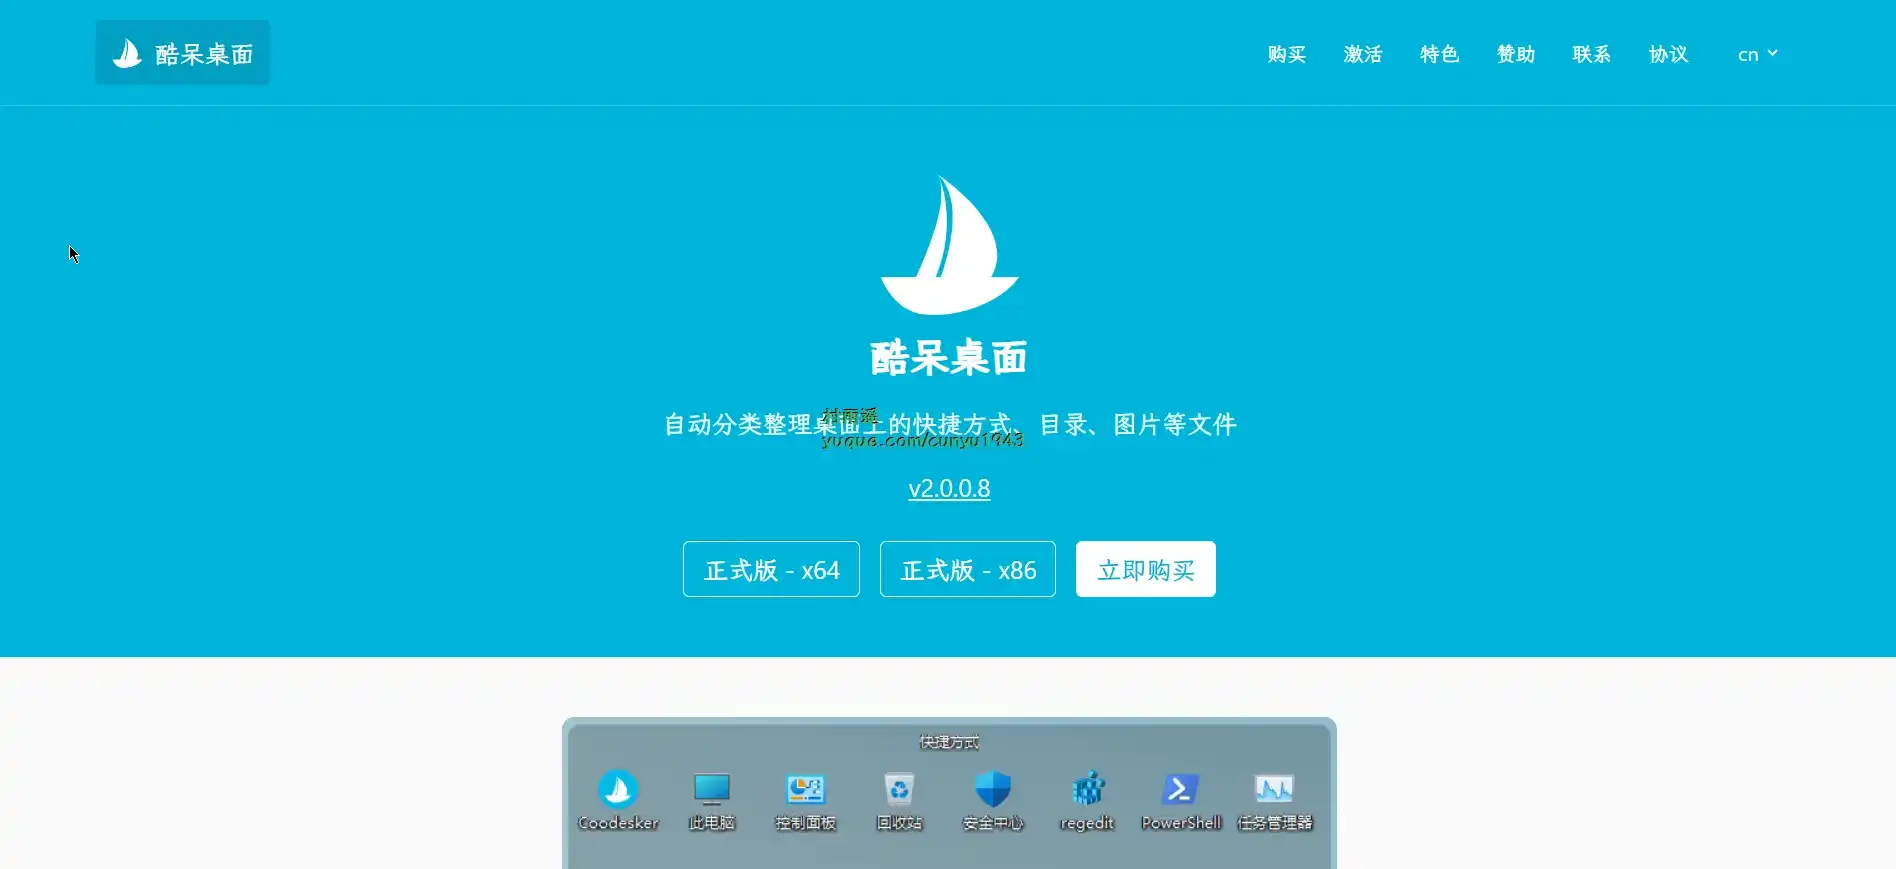 酷呆桌面
购买 激活 特色 赞助 联系 协议 cn
酷呆桌面
自动分类整理桌面上的快捷方式、目录、图片等文件
村雨遥
yuque.com/cunyu1943
v2.0.0.8
正式版 - x64 正式版 - x86 立即购买
快捷方式
Coodesker 此电脑 控制面板 回收站 安全中心 regedit PowerShell 任务管理器